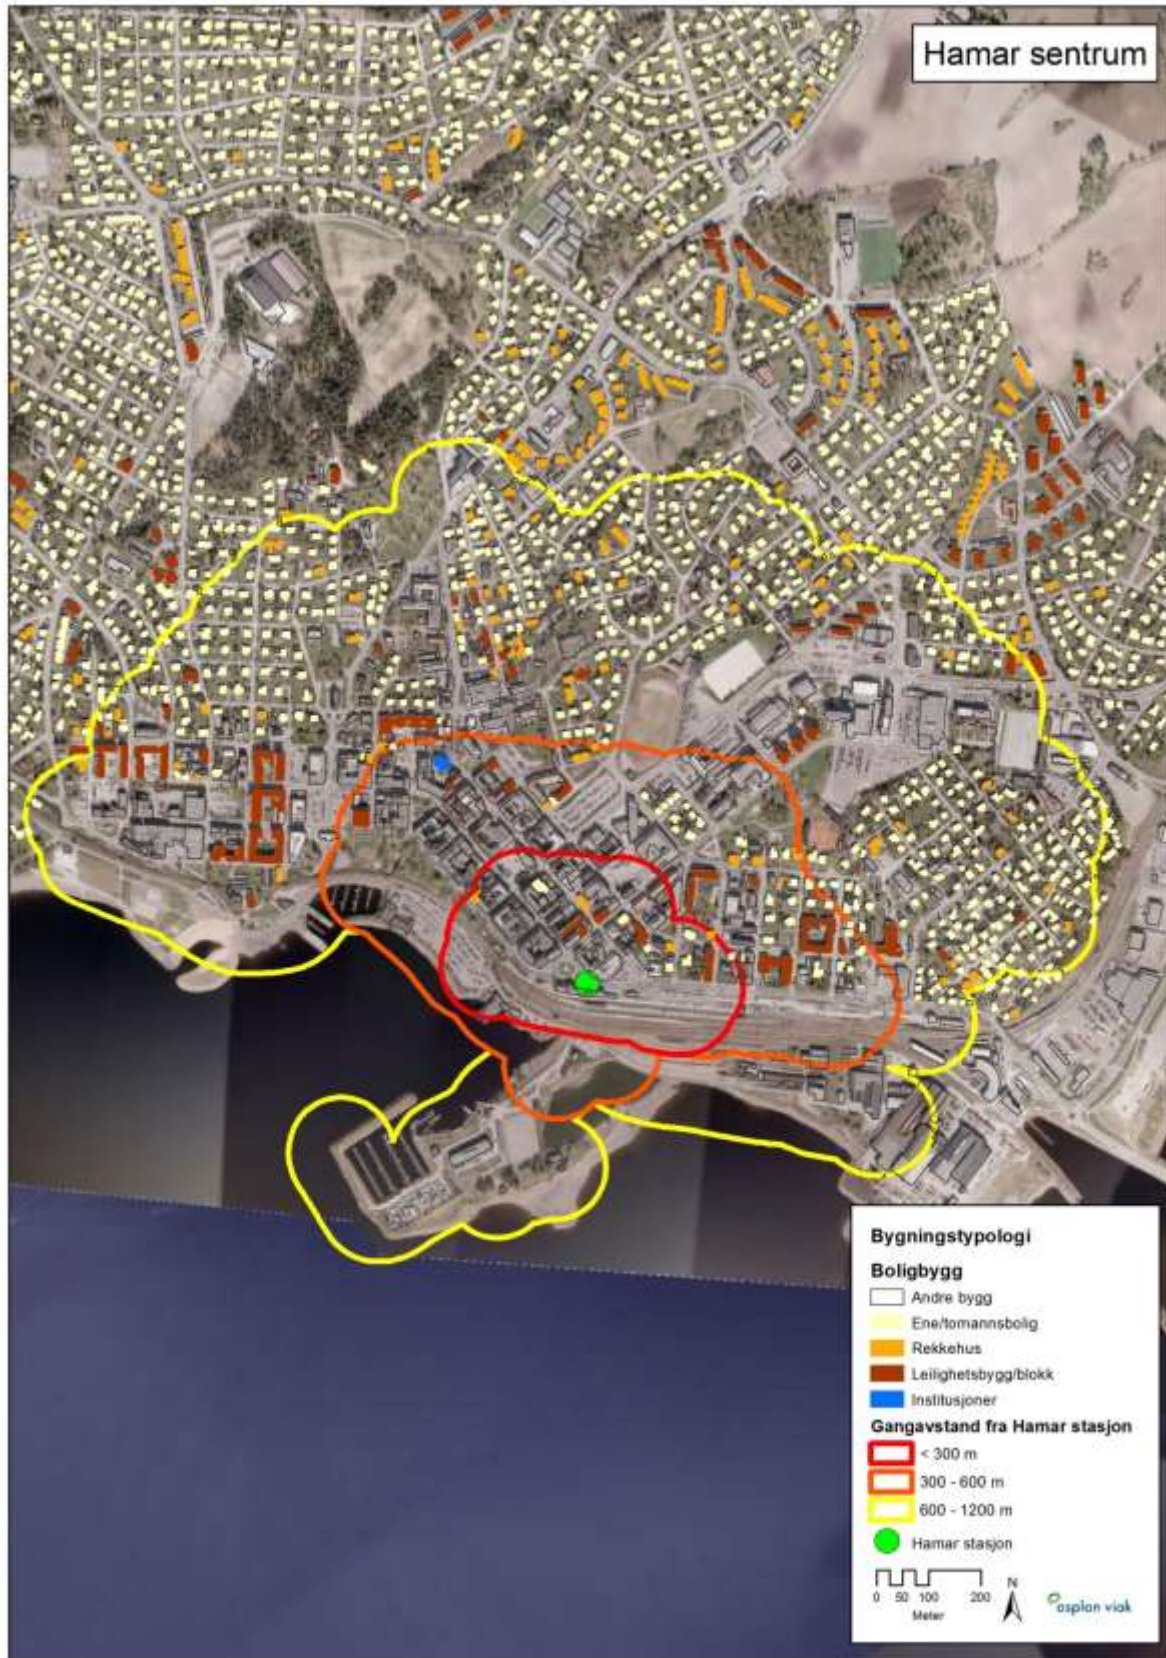 Hamar sentrum
Bygningstypologi
Boligbygg
Andre bygg
Ene/tomannsbolig
Rekkehus
Leilighetsbygg/blokk
Institusjoner
Gangavstand fra Hamar stasjon
< 300 m
300 - 600 m
600 - 1200 m
Hamar stasjon
0 50 100 200
Meter
N
asplan viak